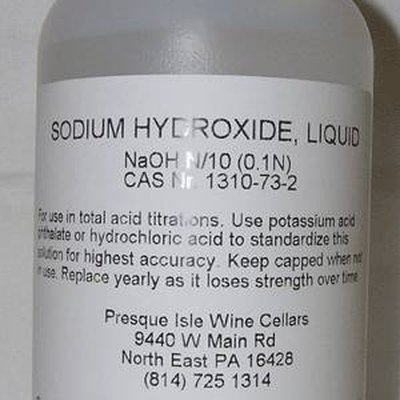 SODIUM HYDROXIDE, LIQUID
NaOH N/10 (0.1N)
CAS Nr. 1310-73-2
For use in total acid titrations. Use potassium acid
phthalate or hydrochloric acid to standardize this
solution for highest accuracy. Keep capped when not
in use. Replace yearly as it loses strength over time
Presque Isle Wine Cellars
9440 W Main Rd
North East PA 16428
(814) 725 1314